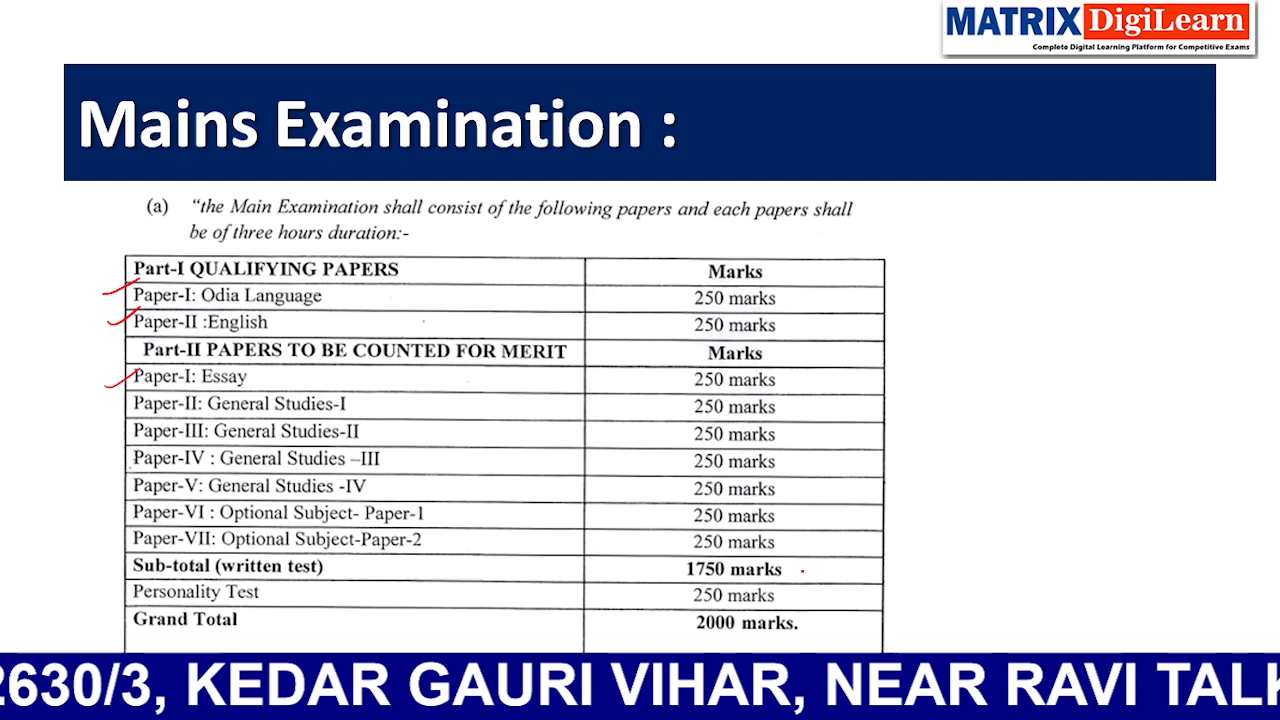 MATRIX DigiLearn
Complete Digital Learning Platform for Competitive Exams
Mains Examination :
(a) “the Main Examination shall consist of the following papers and each papers shall
be of three hours duration:-
Part-I QUALIFYING PAPERS Marks
Paper-I: Odia Language 250 marks
Paper-II :English 250 marks
Part-II PAPERS TO BE COUNTED FOR MERIT Marks
Paper-I: Essay 250 marks
Paper-II: General Studies-I 250 marks
Paper-III: General Studies-II 250 marks
Paper-IV : General Studies –III 250 marks
Paper-V: General Studies -IV 250 marks
Paper-VI : Optional Subject- Paper-1 250 marks
Paper-VII: Optional Subject-Paper-2 250 marks
Sub-total (written test) 1750 marks
Personality Test 250 marks
Grand Total 2000 marks.
2630/3, KEDAR GAURI VIHAR, NEAR RAVI TALK